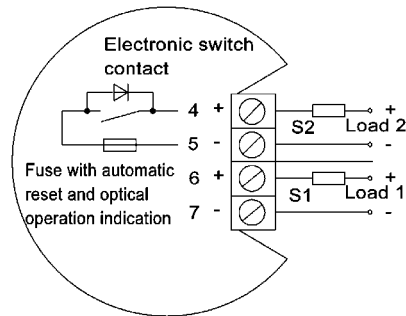 Electronic switch
contact
4 + S2 Load 2 +
5 - -
Fuse with automatic
reset and optical
operation indication
6 + S1 Load 1 +
7 - -